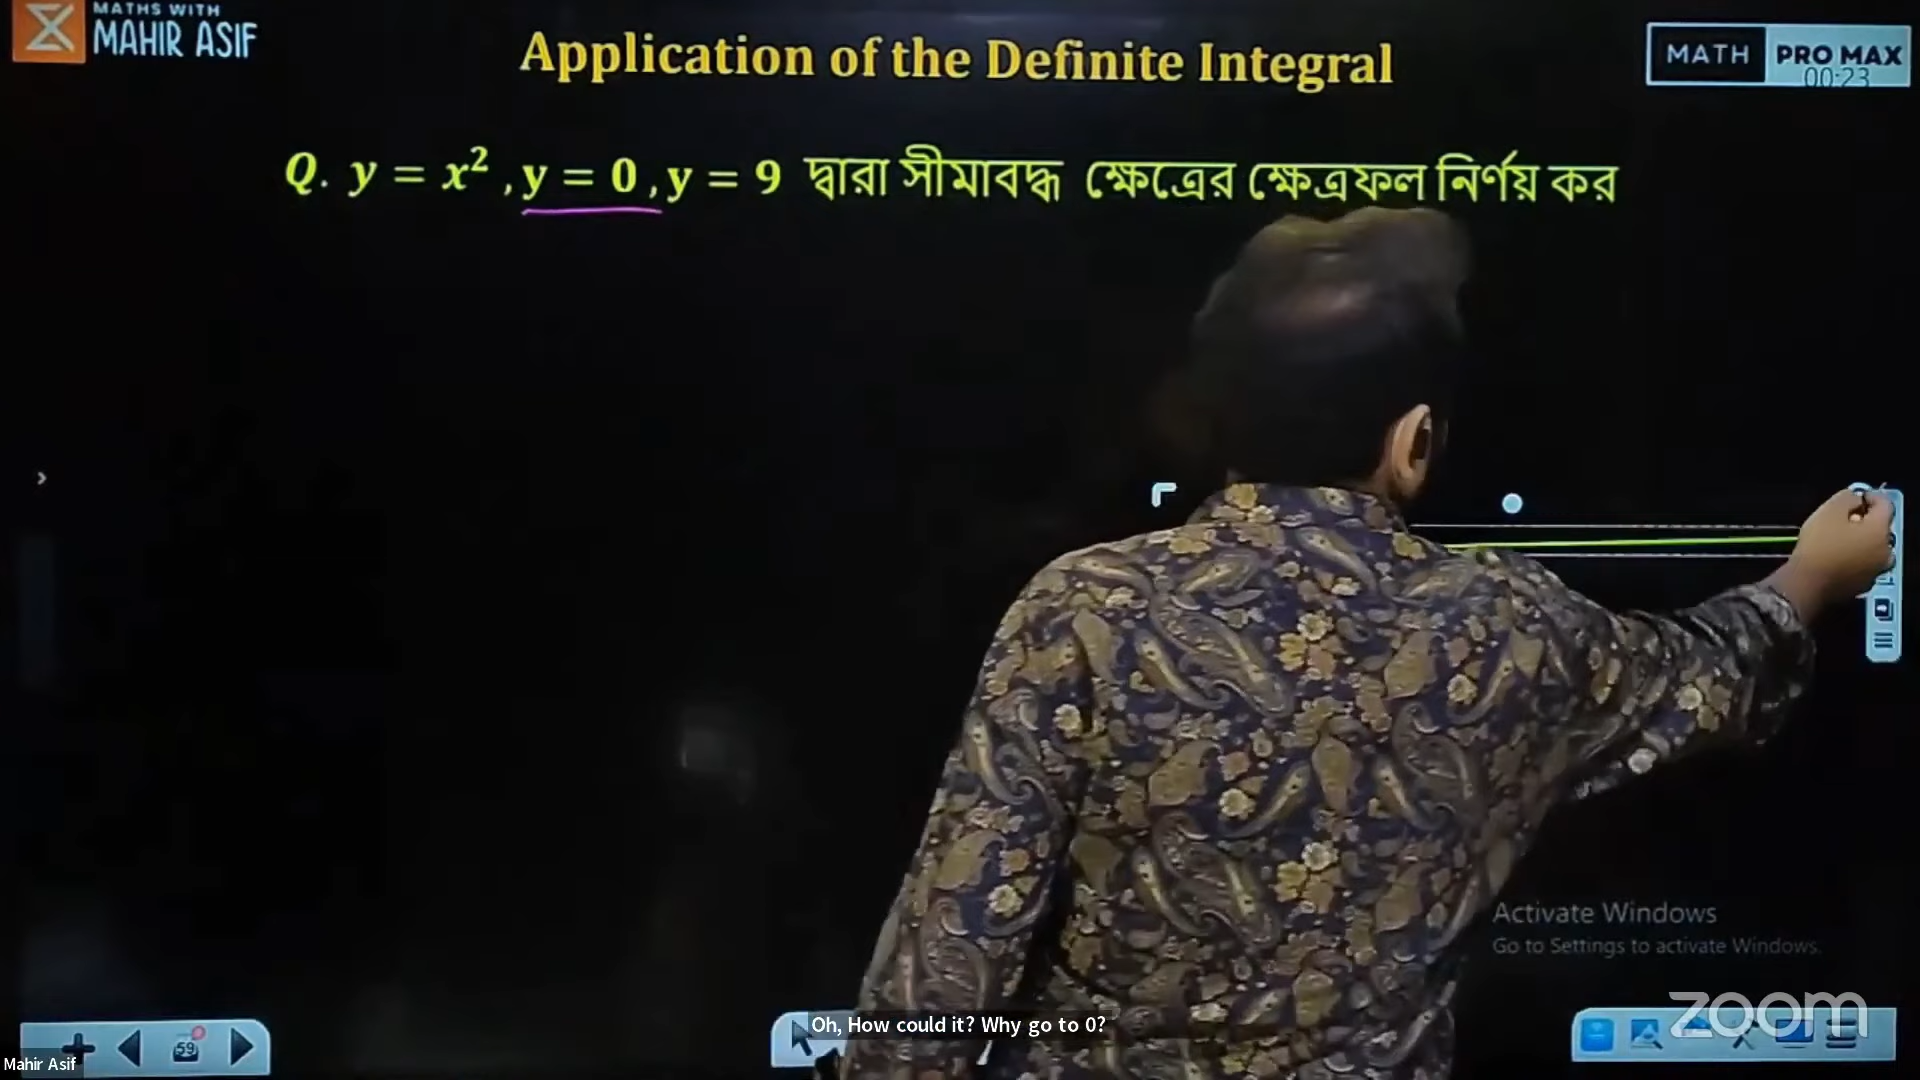 MATHS WITH
MAHIR ASIF
Application of the Definite Integral
MATH PRO MAX
00:23
Q. y = x² , y = 0 , y = 9 দ্বারা সীমাবদ্ধ ক্ষেত্রের ক্ষেত্রফল নির্ণয় কর
Activate Windows
Go to Settings to activate Windows.
zoom
59
Oh, How could it? Why go to 0?
Mahir Asif